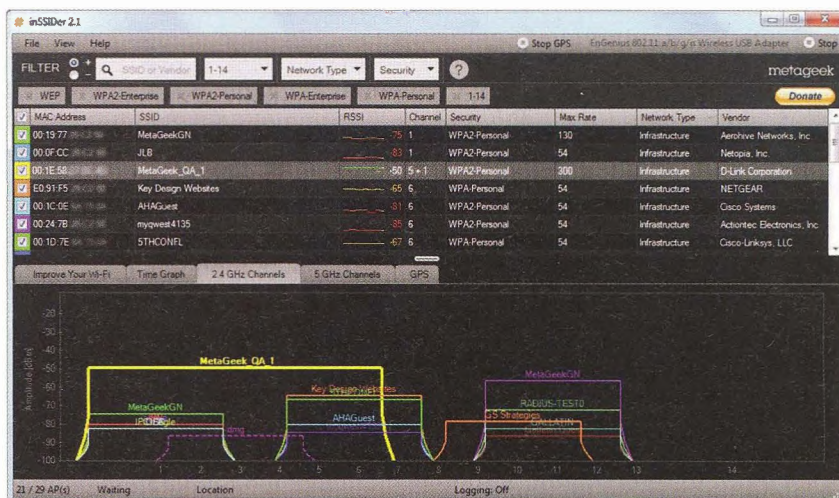 inSSIDer 2.1
File View Help
Stop GPS EnGenius 802.11 a/b/g/n Wireless USB Adapter Stop
FILTER + - SSID or Vendor 1-14 Network Type Security ? metageek
WEP WPA2-Enterprise WPA2-Personal WPA-Enterprise WPA-Personal 1-14 Donate
MAC Address SSID RSSI Channel Security Max Rate Network Type Vendor
00:19:77 MetaGeekGN -75 1 WPA2-Personal 130 Infrastructure Aerohive Networks, Inc
00:0F:CC JLB -83 1 WPA2-Personal 54 Infrastructure Netopia, Inc.
00:1E:58 MetaGeek_QA_1 -50 5 + 1 WPA2-Personal 300 Infrastructure D-Link Corporation
E0:91:F5 Key Design Websites -65 6 WPA-Personal 54 Infrastructure NETGEAR
00:1C:0E AHAGuest -81 6 WPA2-Personal 54 Infrastructure Cisco Systems
00:24:7B myqwest4135 -85 6 WPA2-Personal 54 Infrastructure Actiontec Electronics, Inc
00:1D:7E 5THCONFL -67 6 WPA-Personal 54 Infrastructure Cisco-Linksys, LLC
Improve Your Wi-Fi Time Graph 2.4 GHz Channels 5 GHz Channels GPS
Amplitude [dBm]
-20
-30
-40
-50
-60
-70
-80
-90
-100
MetaGeek_QA_1
MetaGeekGN
Key Design Websites
MetaGeekGN
RADIUS-TEST0
AHAGuest
GS Strategies
GALLATIN
1 2 3 4 5 6 7 8 9 10 11 12 13 14
21 / 29 AP(s) Waiting Location Logging: Off